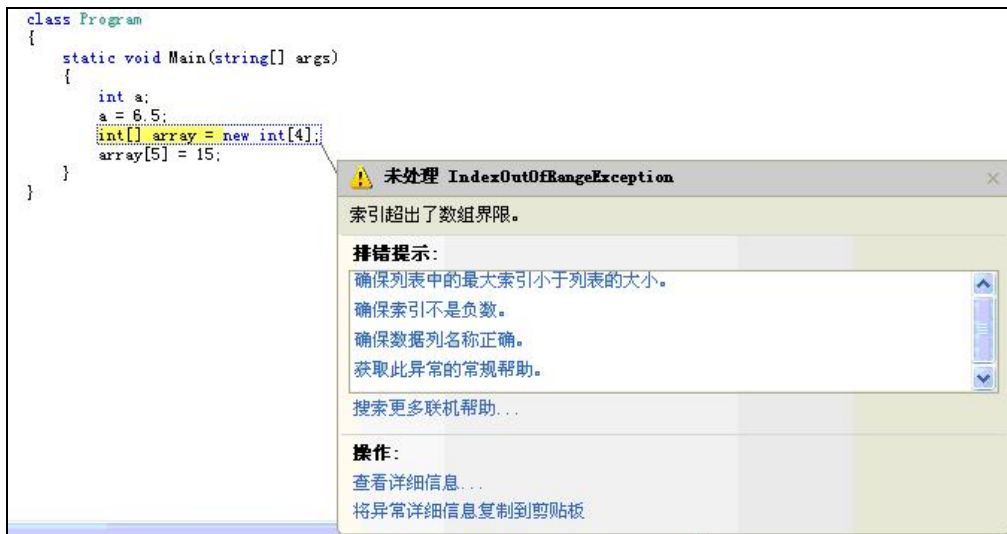 class Program
{
static void Main(string[] args)
{
int a;
a = 6.5;
int[] array = new int[4];
array[5] = 15;
}
}
未处理 IndexOutOfRangeException
索引超出了数组界限。
排错提示:
确保列表中的最大索引小于列表的大小。
确保索引不是负数。
确保数据列名称正确。
获取此异常的常规帮助。
搜索更多联机帮助...
操作:
查看详细信息...
将异常详细信息复制到剪贴板